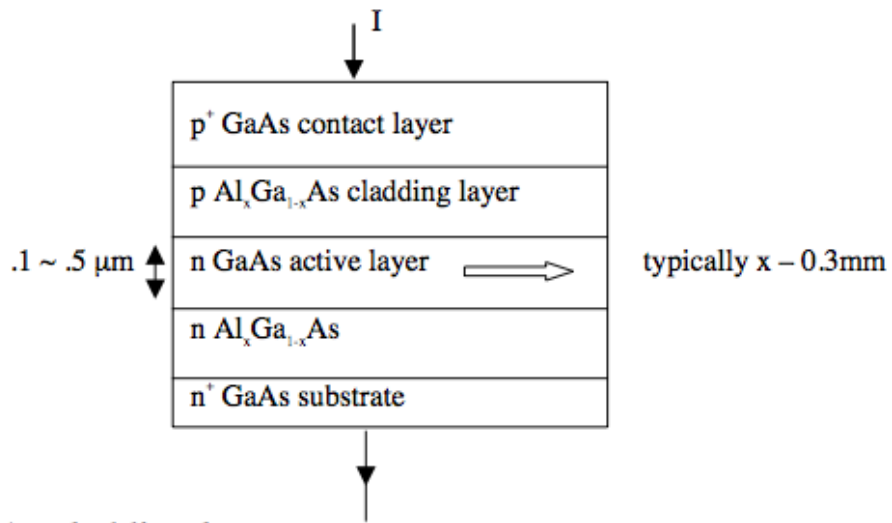 I
p⁺ GaAs contact layer
p AlₓGa₁₋ₓAs cladding layer
.1 ~ .5 μm
n GaAs active layer
typically x – 0.3mm
n AlₓGa₁₋ₓAs
n⁺ GaAs substrate